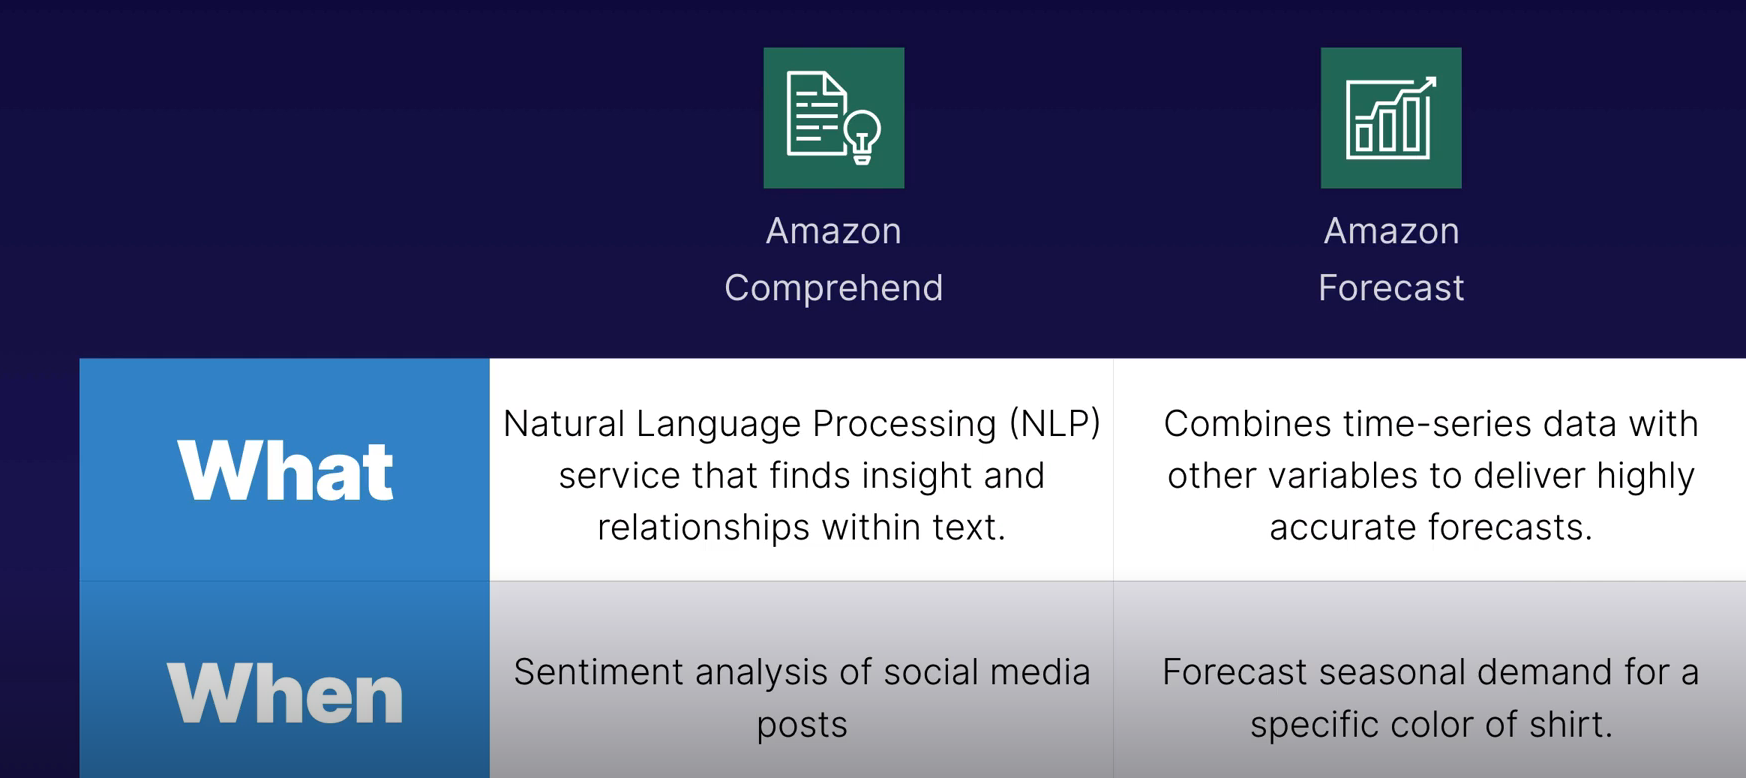 Amazon
Comprehend
Amazon
Forecast
What
Natural Language Processing (NLP)
service that finds insight and
relationships within text.
Combines time-series data with
other variables to deliver highly
accurate forecasts.
When
Sentiment analysis of social media
posts
Forecast seasonal demand for a
specific color of shirt.